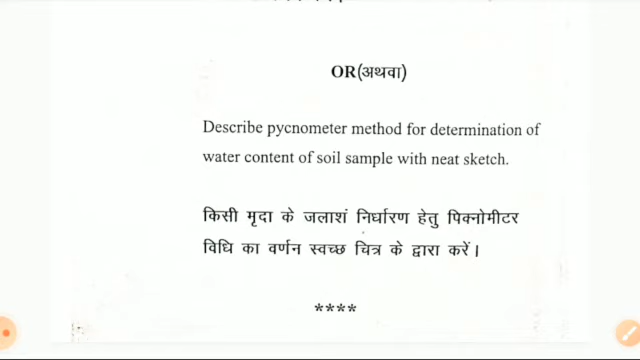 OR(अथवा)
Describe pycnometer method for determination of
water content of soil sample with neat sketch.
किसी मृदा के जलाशं निर्धारण हेतु पिक्नोमीटर
विधि का वर्णन स्वच्छ चित्र के द्वारा करें।
****